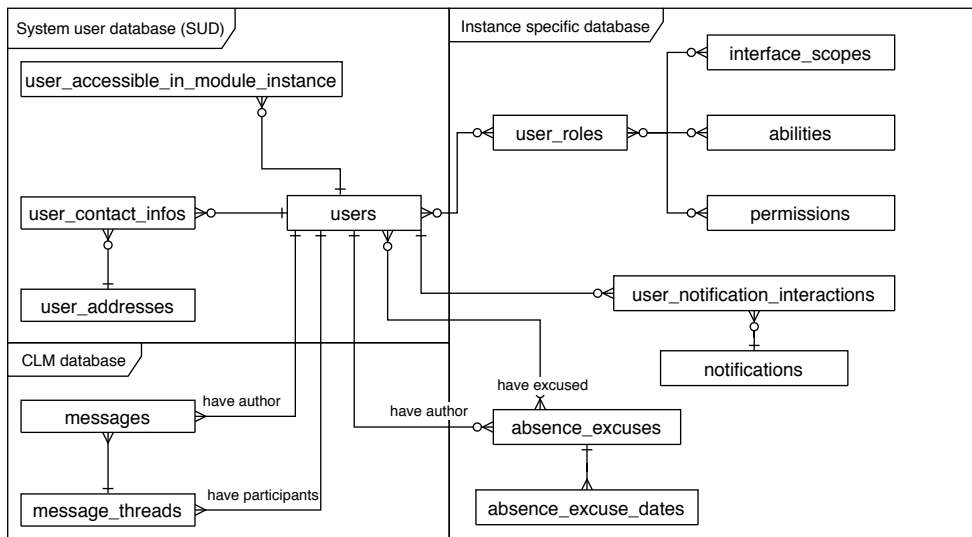 System user database (SUD)
Instance specific database
user_accessible_in_module_instance
interface_scopes
user_roles
abilities
user_contact_infos
users
permissions
user_addresses
user_notification_interactions
CLM database
notifications
have excused
messages
have author
have author
absence_excuses
have participants
message_threads
absence_excuse_dates